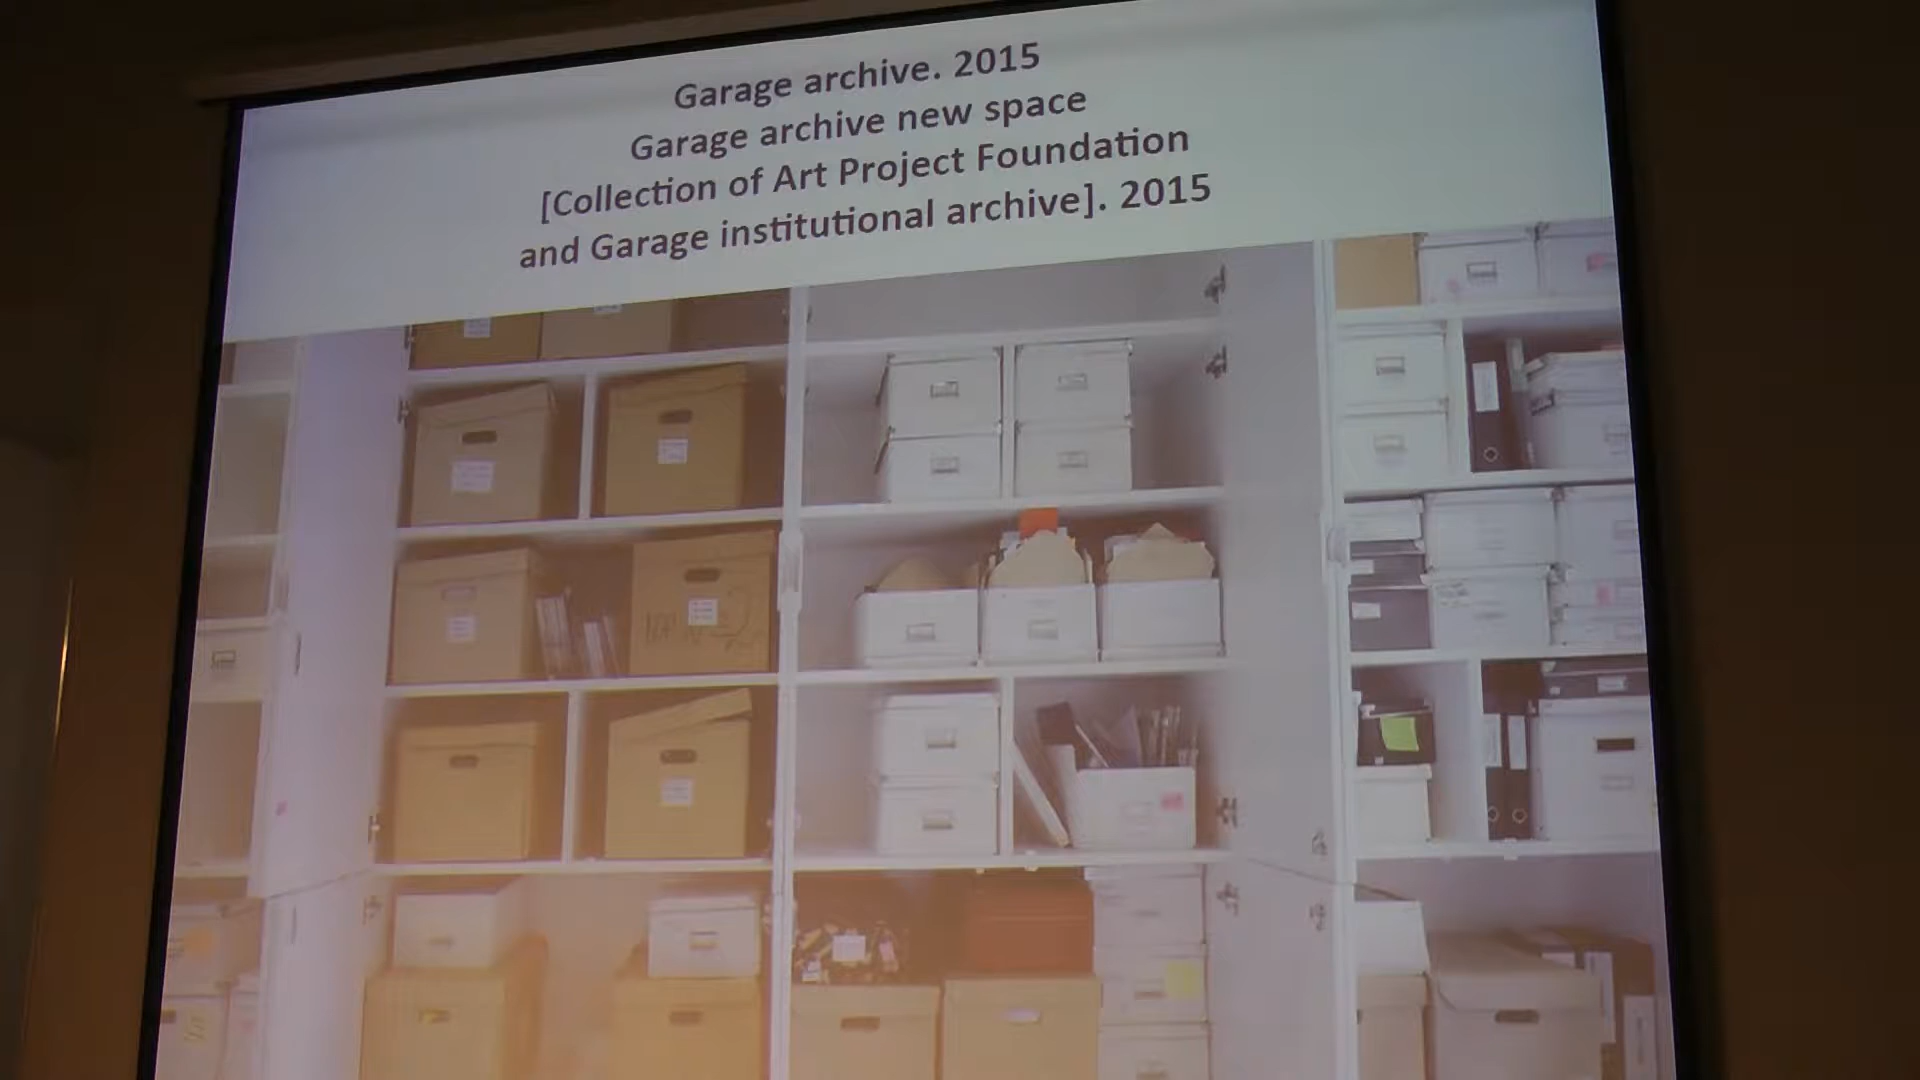 Garage archive. 2015
Garage archive new space
[Collection of Art Project Foundation
and Garage institutional archive]. 2015